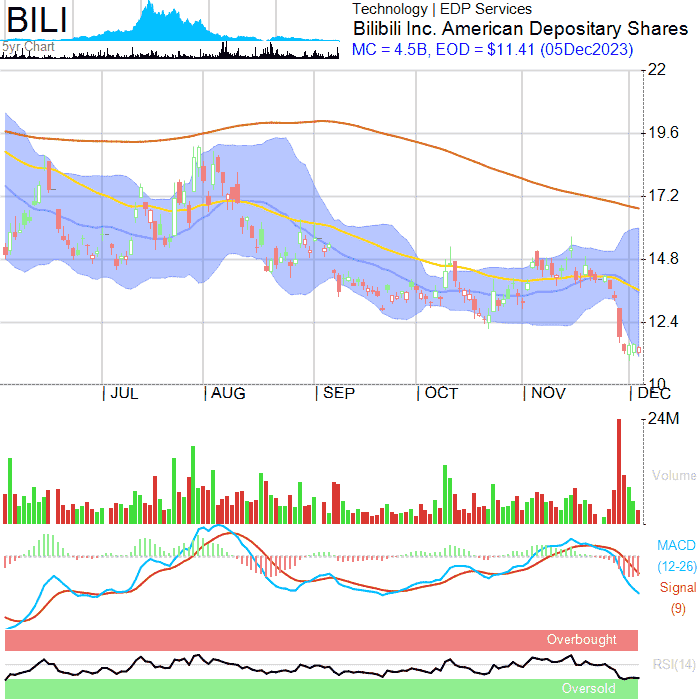 BILI
5yr Chart
Technology | EDP Services
Bilibili Inc. American Depositary Shares
MC = 4.5B, EOD = $11.41 (05Dec2023)
22
19.6
17.2
14.8
12.4
10
| JUL | AUG | SEP | OCT | NOV | DEC
24M
Volume
MACD
(12-26)
Signal
(9)
Overbought
RSI(14)
Oversold